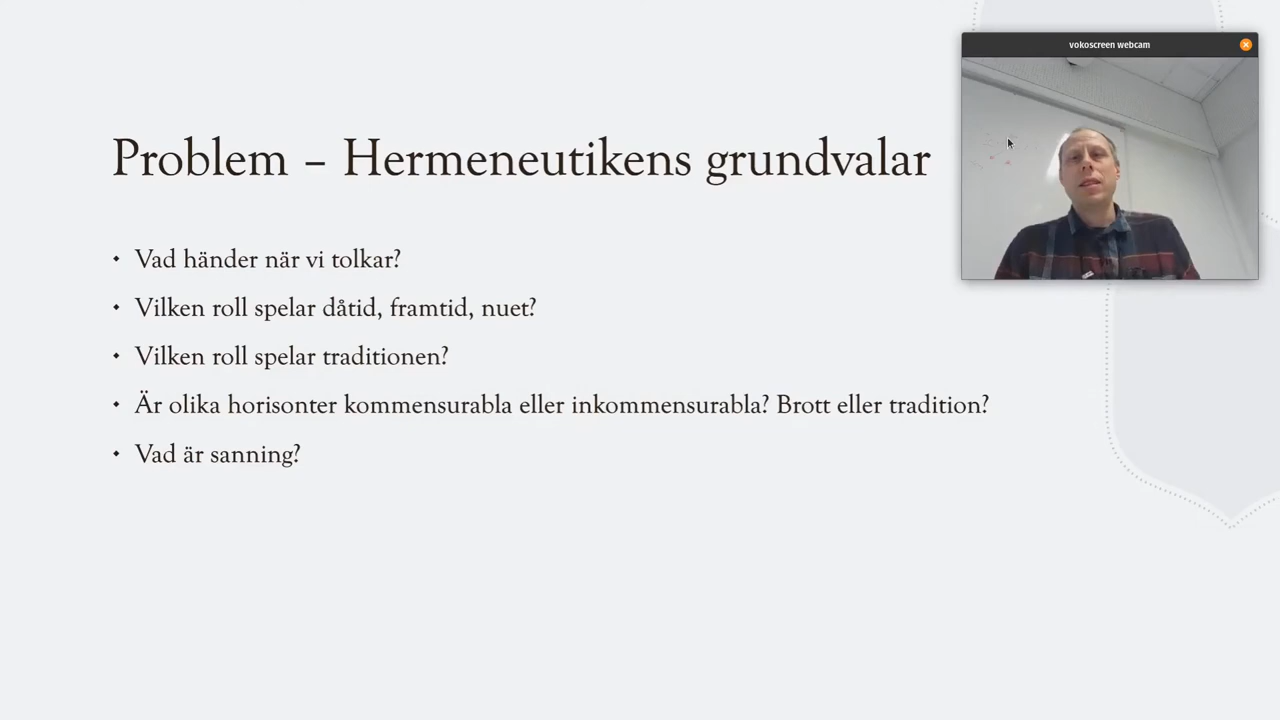 vokoscreen webcam
Problem – Hermeneutikens grundvalar
Vad händer när vi tolkar?
Vilken roll spelar dåtid, framtid, nuet?
Vilken roll spelar traditionen?
Är olika horisonter kommensurabla eller inkommensurabla? Brott eller tradition?
Vad är sanning?